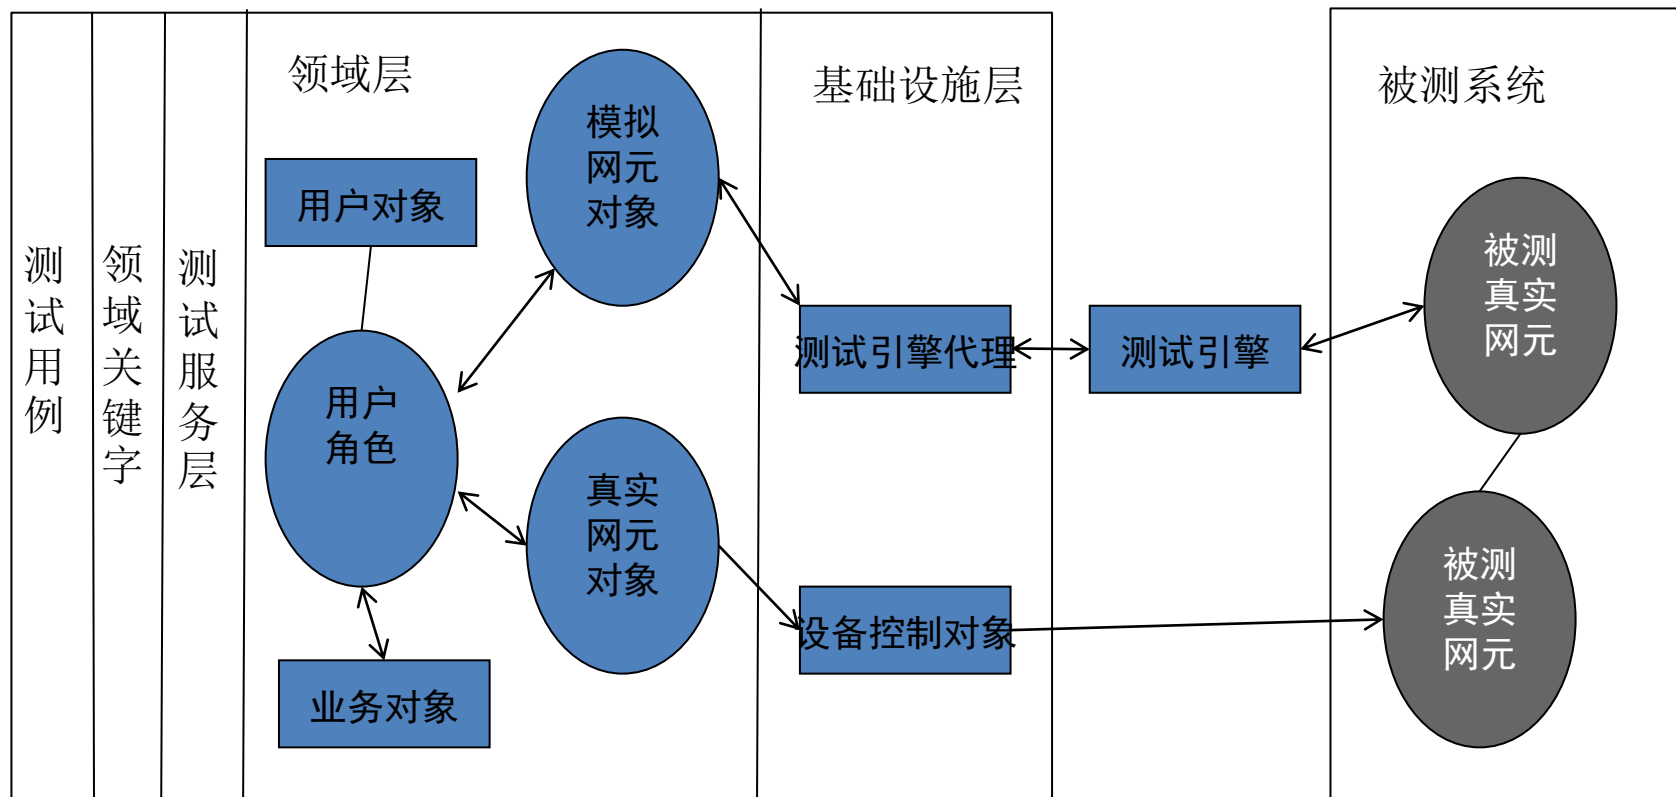 领域层
基础设施层
被测系统
测试用例
领域关键字
测试服务层
用户对象
用户
角色
业务对象
模拟
网元
对象
真实
网元
对象
测试引擎代理
设备控制对象
测试引擎
被测
真实
网元
被测
真实
网元